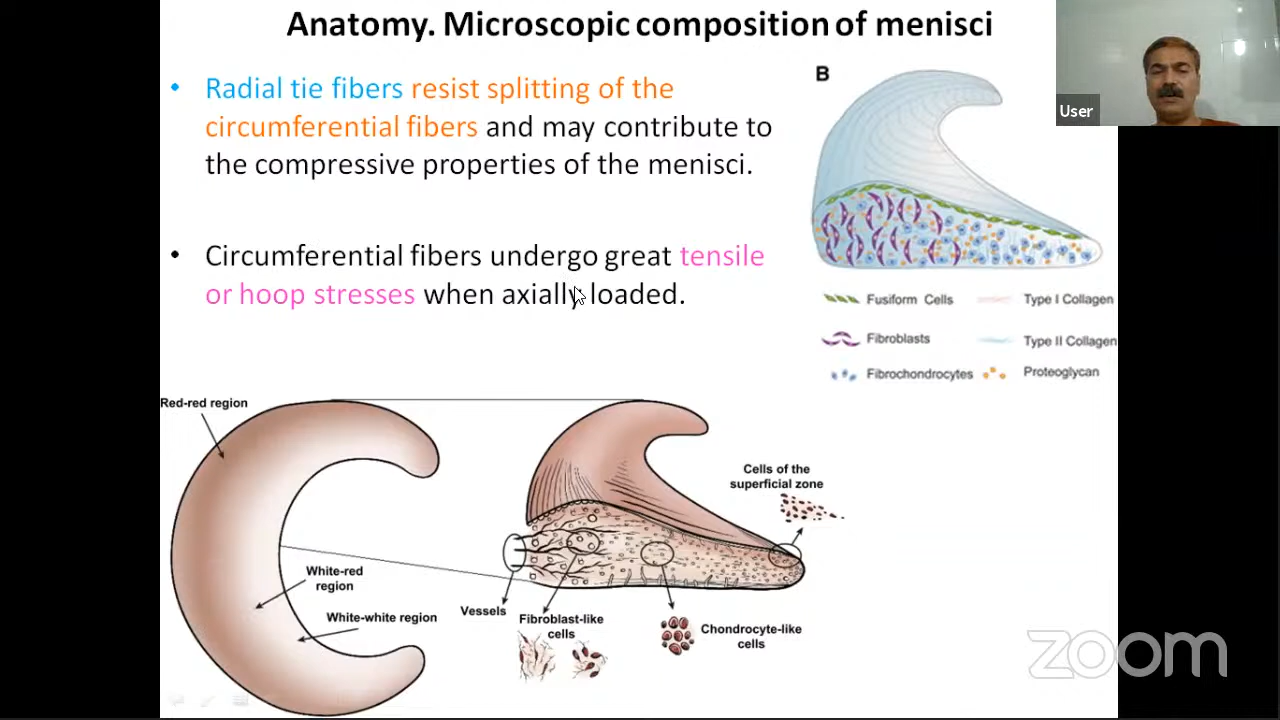 Anatomy. Microscopic composition of menisci
• Radial tie fibers resist splitting of the
circumferential fibers and may contribute to
the compressive properties of the menisci.
• Circumferential fibers undergo great tensile
or hoop stresses when axially loaded.
B
User
Fusiform Cells
Type I Collagen
Fibroblasts
Type II Collagen
Fibrochondrocytes
Proteoglycan
Red-red region
Cells of the
superficial zone
White-red
region
White-white region
Vessels
Fibroblast-like
cells
Chondrocyte-like
cells
zoom